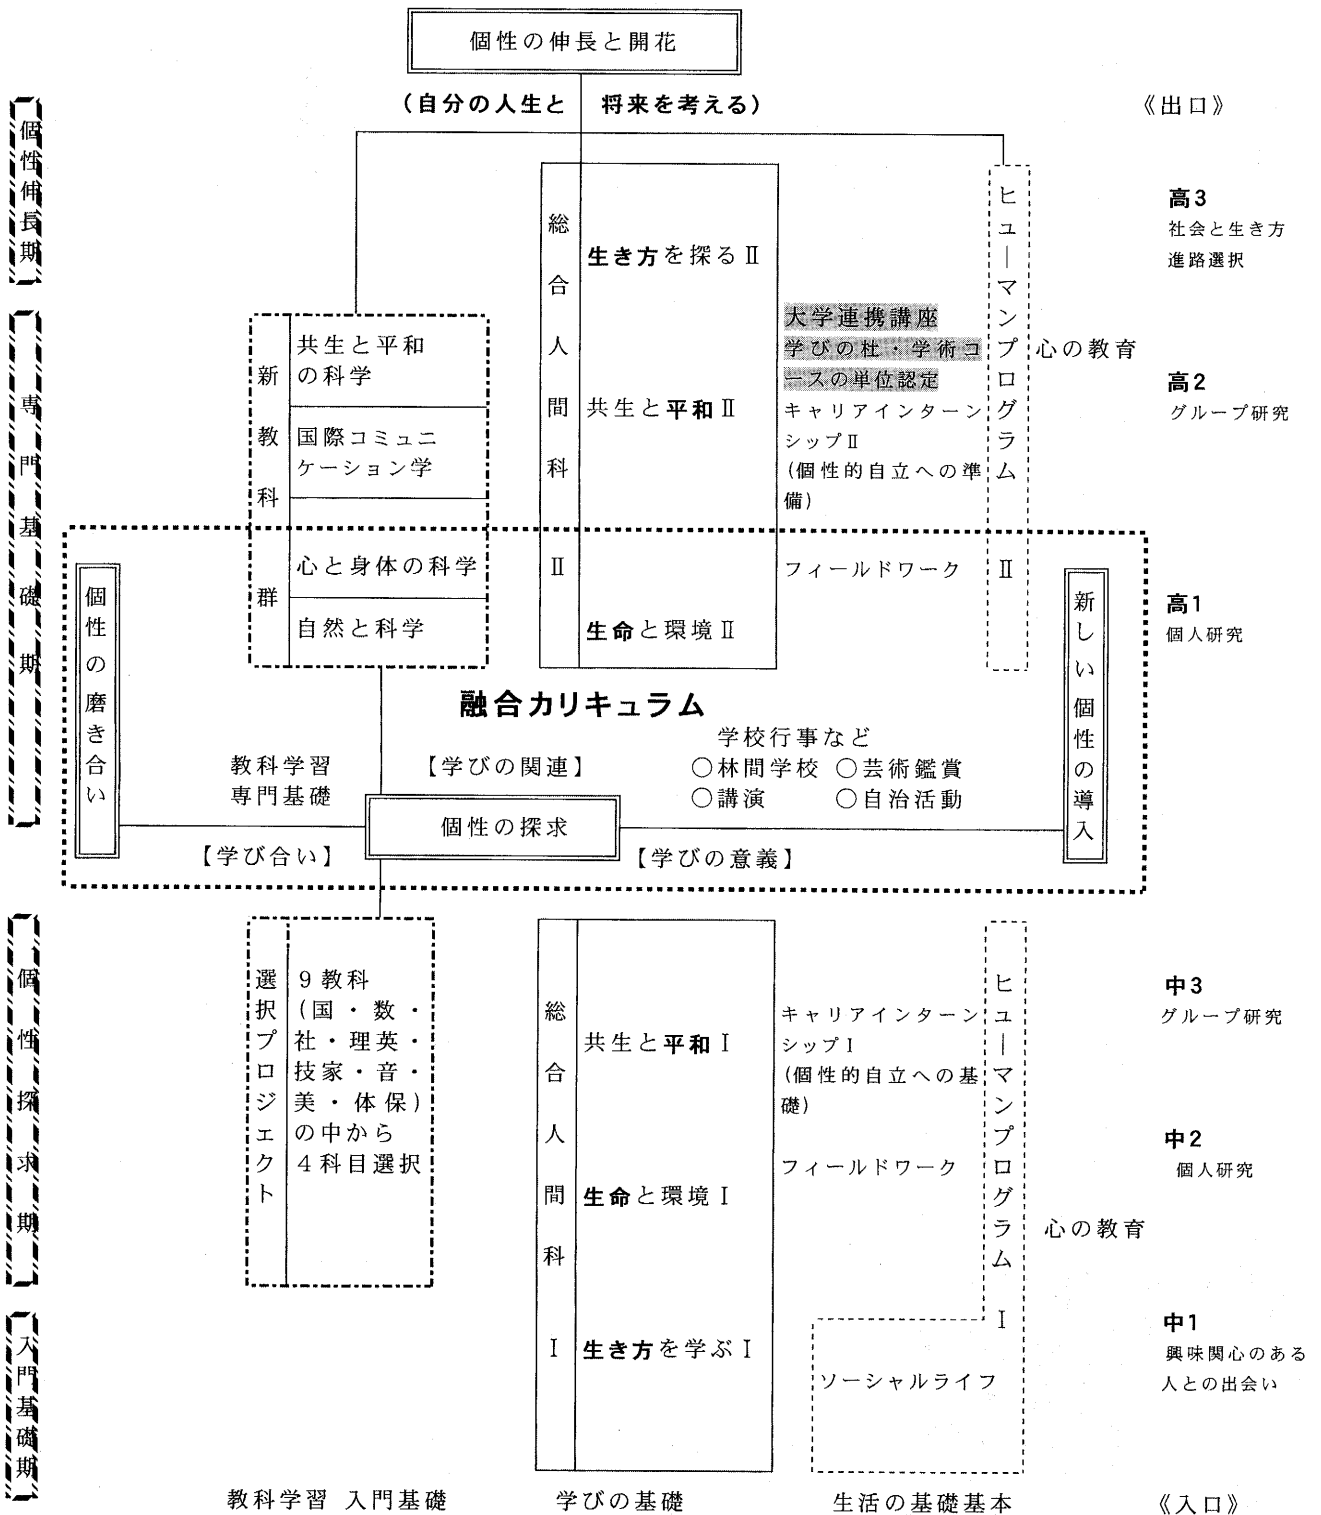 個性の伸長と開花
(自分の人生と 将来を考える)
《出口》
個性伸長期
専門基礎期
個性探求期
入門基礎期
新教科群
共生と平和
の科学
国際コミュニ
ケーション学
心と身体の科学
自然と科学
総合人間科Ⅱ
生き方を探るⅡ
共生と平和Ⅱ
生命と環境Ⅱ
大学連携講座
学びの杜・学術コ
ースの単位認定
キャリアインターン
シップⅡ
(個性的自立への準
備)
フィールドワーク
ヒューマンプログラムⅡ
心の教育
高3
社会と生き方
進路選択
高2
グループ研究
高1
個人研究
個性の磨き合い
新しい個性の導入
融合カリキュラム
学校行事など
○林間学校 ○芸術鑑賞
○講演 ○自治活動
教科学習
専門基礎
【学びの関連】
個性の探求
【学び合い】
【学びの意義】
選択プロジェクト
9教科
(国・数・
社・理英・
技家・音・
美・体保)
の中から
4科目選択
総合人間科Ⅰ
共生と平和Ⅰ
生命と環境Ⅰ
生き方を学ぶⅠ
キャリアインターン
シップⅠ
(個性的自立への基
礎)
フィールドワーク
ヒューマンプログラムⅠ
ソーシャルライフ
心の教育
中3
グループ研究
中2
個人研究
中1
興味関心のある
人との出会い
教科学習 入門基礎
学びの基礎
生活の基礎基本
《入口》